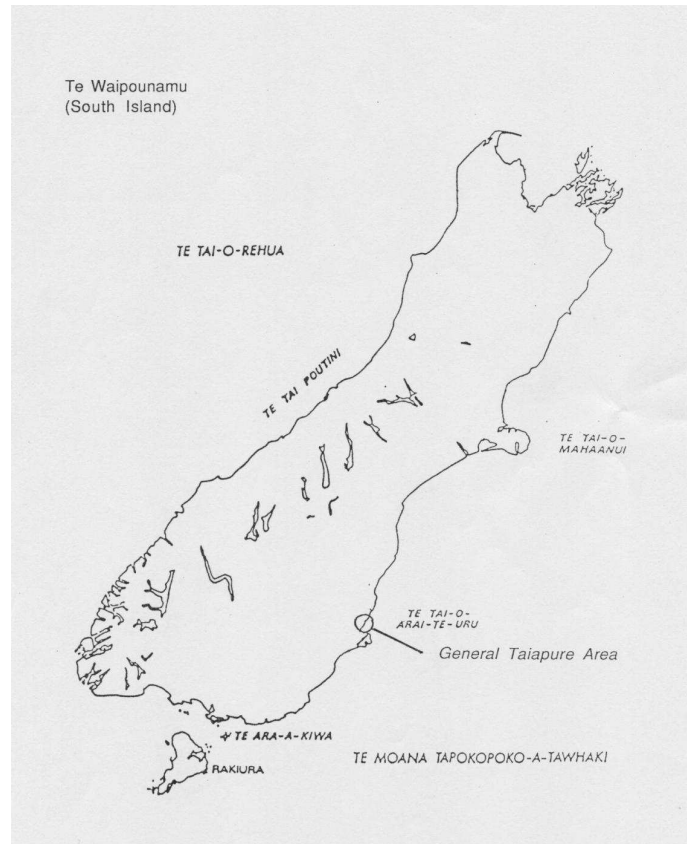 Te Waipounamu
(South Island)
TE TAI-O-REHUA
TE TAI POUTINI
TE TAI-O-
MAHAANUI
TE TAI-O-
ARAI-TE-URU
General Taiapure Area
TE ARA-A-KIWA
TE MOANA TAPOKOPOKO-A-TAWHAKI
RAKIURA